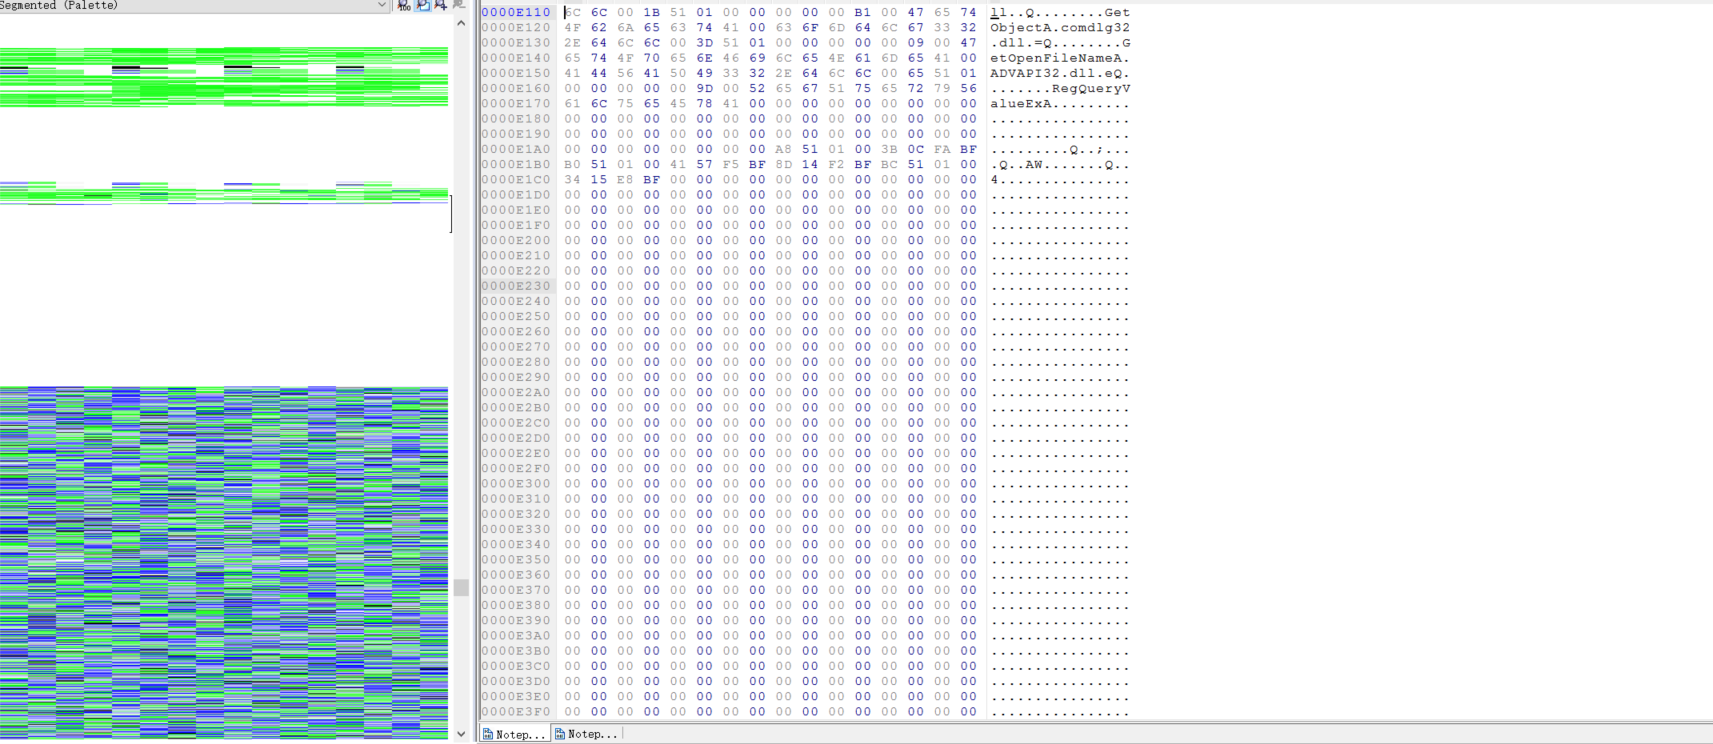 Segmented (Palette)
0000E110 6C 6C 00 1B 51 01 00 00 00 00 00 B1 00 47 65 74 ll..Q........Get
0000E120 4F 62 6A 65 63 74 41 00 63 6F 6D 64 6C 67 33 32 ObjectA.comdlg32
0000E130 2E 64 6C 6C 00 3D 51 01 00 00 00 00 00 09 00 47 .dll.=Q........G
0000E140 65 74 4F 70 65 6E 46 69 6C 65 4E 61 6D 65 41 00 etOpenFileNameA.
0000E150 41 44 56 41 50 49 33 32 2E 64 6C 6C 00 65 51 01 ADVAPI32.dll.eQ.
0000E160 00 00 00 00 00 9D 00 52 65 67 51 75 65 72 79 56 .......RegQueryV
0000E170 61 6C 75 65 45 78 41 00 00 00 00 00 00 00 00 00 alueExA.........
0000E180 00 00 00 00 00 00 00 00 00 00 00 00 00 00 00 00 ................
0000E190 00 00 00 00 00 00 00 00 00 00 00 00 00 00 00 00 ................
0000E1A0 00 00 00 00 00 00 00 00 A8 51 01 00 3B 0C FA BF .........Q..;...
0000E1B0 B0 51 01 00 41 57 F5 BF 8D 14 F2 BF BC 51 01 00 .Q..AW.......Q..
0000E1C0 34 15 E8 BF 00 00 00 00 00 00 00 00 00 00 00 00 4...............
0000E1D0 00 00 00 00 00 00 00 00 00 00 00 00 00 00 00 00 ................
0000E1E0 00 00 00 00 00 00 00 00 00 00 00 00 00 00 00 00 ................
0000E1F0 00 00 00 00 00 00 00 00 00 00 00 00 00 00 00 00 ................
0000E200 00 00 00 00 00 00 00 00 00 00 00 00 00 00 00 00 ................
0000E210 00 00 00 00 00 00 00 00 00 00 00 00 00 00 00 00 ................
0000E220 00 00 00 00 00 00 00 00 00 00 00 00 00 00 00 00 ................
0000E230 00 00 00 00 00 00 00 00 00 00 00 00 00 00 00 00 ................
0000E240 00 00 00 00 00 00 00 00 00 00 00 00 00 00 00 00 ................
0000E250 00 00 00 00 00 00 00 00 00 00 00 00 00 00 00 00 ................
0000E260 00 00 00 00 00 00 00 00 00 00 00 00 00 00 00 00 ................
0000E270 00 00 00 00 00 00 00 00 00 00 00 00 00 00 00 00 ................
0000E280 00 00 00 00 00 00 00 00 00 00 00 00 00 00 00 00 ................
0000E290 00 00 00 00 00 00 00 00 00 00 00 00 00 00 00 00 ................
0000E2A0 00 00 00 00 00 00 00 00 00 00 00 00 00 00 00 00 ................
0000E2B0 00 00 00 00 00 00 00 00 00 00 00 00 00 00 00 00 ................
0000E2C0 00 00 00 00 00 00 00 00 00 00 00 00 00 00 00 00 ................
0000E2D0 00 00 00 00 00 00 00 00 00 00 00 00 00 00 00 00 ................
0000E2E0 00 00 00 00 00 00 00 00 00 00 00 00 00 00 00 00 ................
0000E2F0 00 00 00 00 00 00 00 00 00 00 00 00 00 00 00 00 ................
0000E300 00 00 00 00 00 00 00 00 00 00 00 00 00 00 00 00 ................
0000E310 00 00 00 00 00 00 00 00 00 00 00 00 00 00 00 00 ................
0000E320 00 00 00 00 00 00 00 00 00 00 00 00 00 00 00 00 ................
0000E330 00 00 00 00 00 00 00 00 00 00 00 00 00 00 00 00 ................
0000E340 00 00 00 00 00 00 00 00 00 00 00 00 00 00 00 00 ................
0000E350 00 00 00 00 00 00 00 00 00 00 00 00 00 00 00 00 ................
0000E360 00 00 00 00 00 00 00 00 00 00 00 00 00 00 00 00 ................
0000E370 00 00 00 00 00 00 00 00 00 00 00 00 00 00 00 00 ................
0000E380 00 00 00 00 00 00 00 00 00 00 00 00 00 00 00 00 ................
0000E390 00 00 00 00 00 00 00 00 00 00 00 00 00 00 00 00 ................
0000E3A0 00 00 00 00 00 00 00 00 00 00 00 00 00 00 00 00 ................
0000E3B0 00 00 00 00 00 00 00 00 00 00 00 00 00 00 00 00 ................
0000E3C0 00 00 00 00 00 00 00 00 00 00 00 00 00 00 00 00 ................
0000E3D0 00 00 00 00 00 00 00 00 00 00 00 00 00 00 00 00 ................
0000E3E0 00 00 00 00 00 00 00 00 00 00 00 00 00 00 00 00 ................
0000E3F0 00 00 00 00 00 00 00 00 00 00 00 00 00 00 00 00 ................
Notep... Notep...